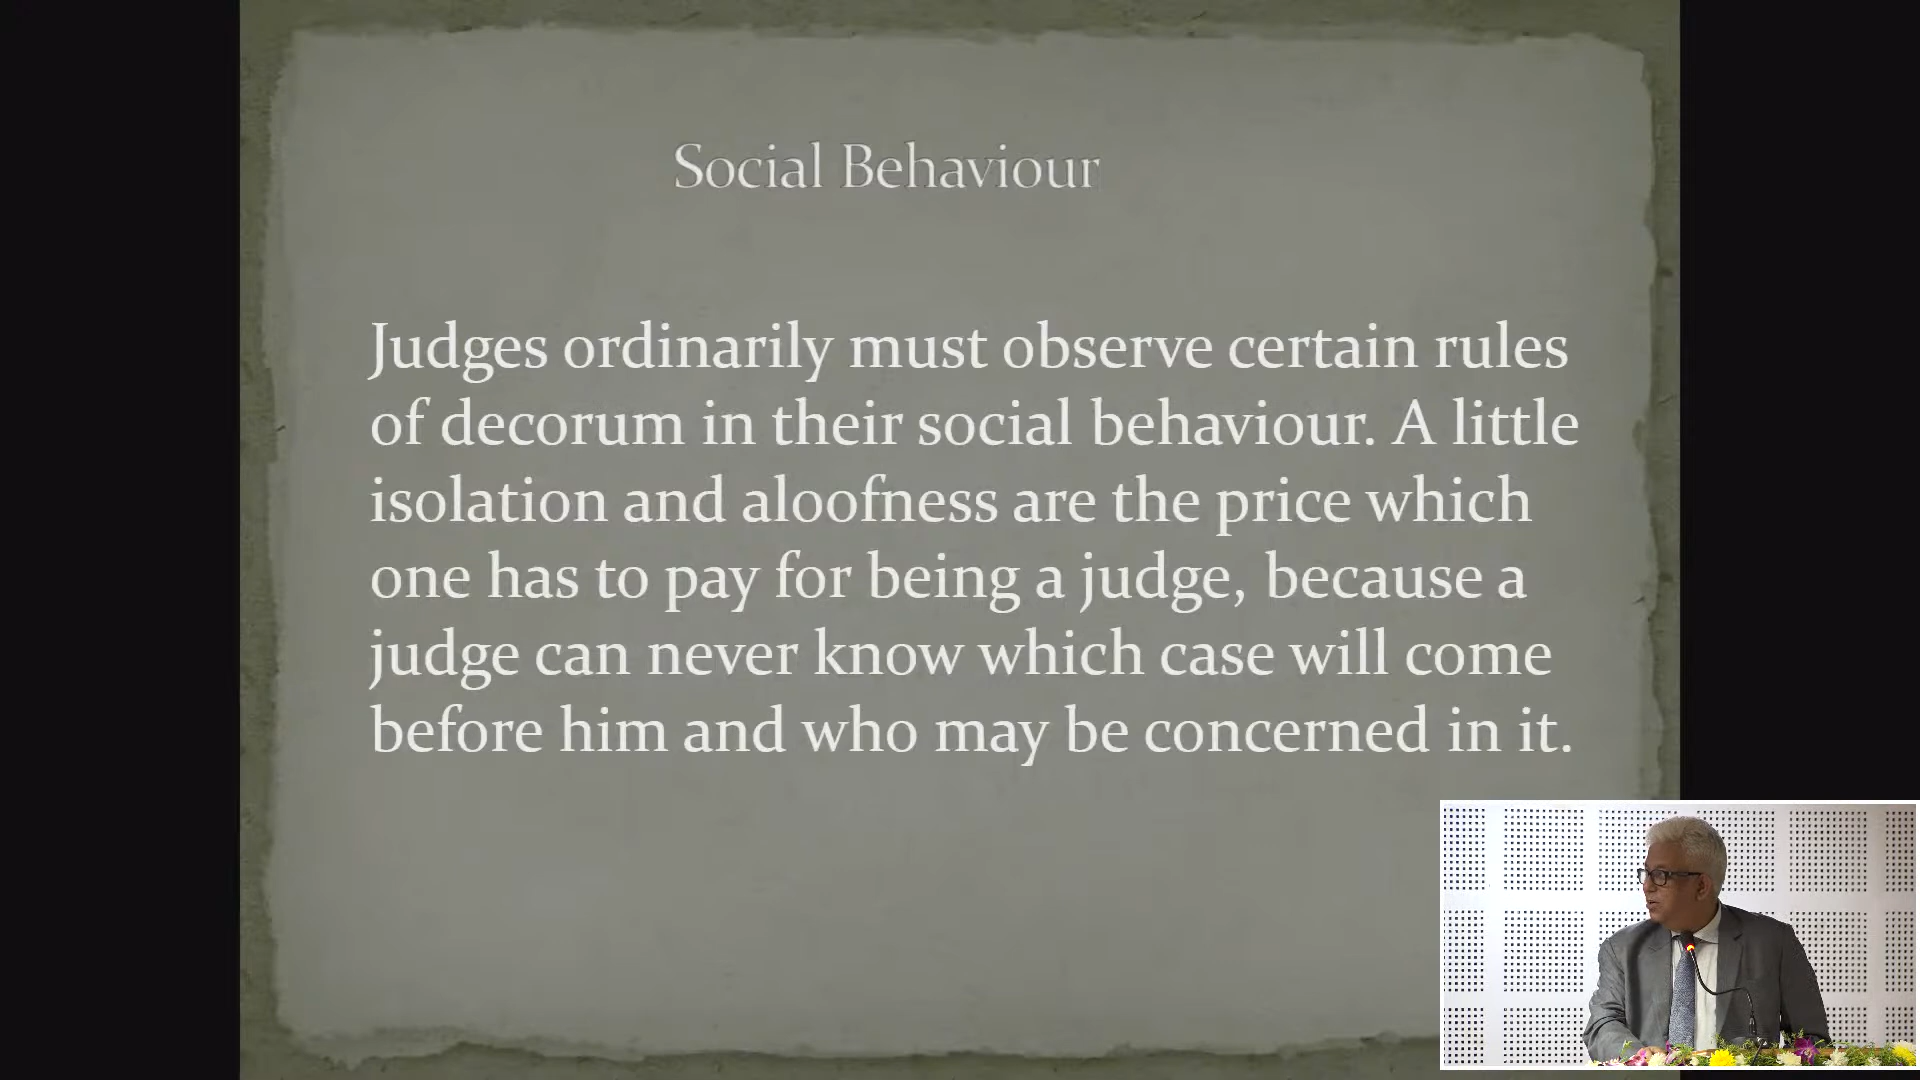 Social Behaviour
Judges ordinarily must observe certain rules
of decorum in their social behaviour. A little
isolation and aloofness are the price which
one has to pay for being a judge, because a
judge can never know which case will come
before him and who may be concerned in it.